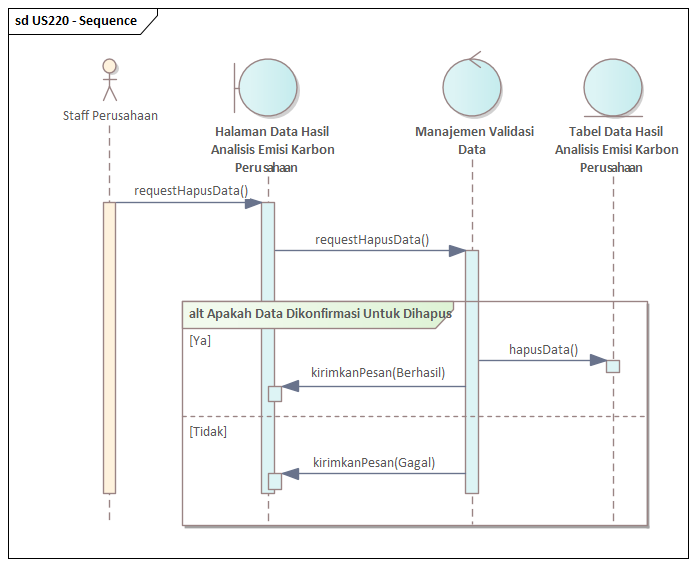 sd US220 - Sequence
Staff Perusahaan
Halaman Data Hasil
Analisis Emisi Karbon
Perusahaan
Manajemen Validasi
Data
Tabel Data Hasil
Analisis Emisi Karbon
Perusahaan
requestHapusData()
requestHapusData()
alt Apakah Data Dikonfirmasi Untuk Dihapus
[Ya]
hapusData()
kirimkanPesan(Berhasil)
[Tidak]
kirimkanPesan(Gagal)